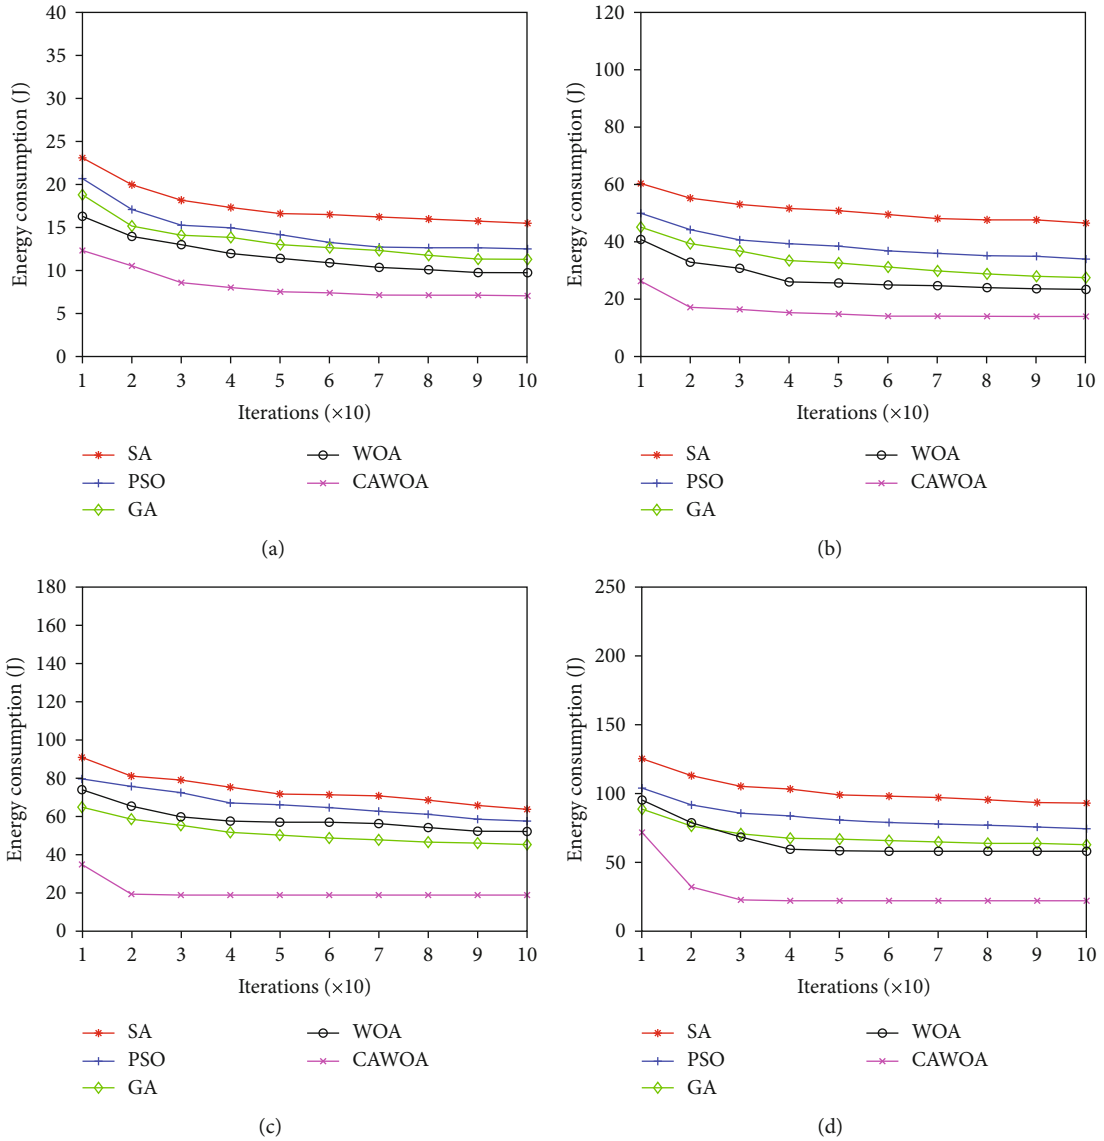 Energy consumption (J)
40
35
30
25
20
15
10
5
0
1 2 3 4 5 6 7 8 9 10
Iterations (×10)
SA WOA
PSO CAWOA
GA
(a)
Energy consumption (J)
120
100
80
60
40
20
0
1 2 3 4 5 6 7 8 9 10
Iterations (×10)
SA WOA
PSO CAWOA
GA
(b)
Energy consumption (J)
180
160
140
120
100
80
60
40
20
0
1 2 3 4 5 6 7 8 9 10
Iterations (×10)
SA WOA
PSO CAWOA
GA
(c)
Energy consumption (J)
250
200
150
100
50
0
1 2 3 4 5 6 7 8 9 10
Iterations (×10)
SA WOA
PSO CAWOA
GA
(d)